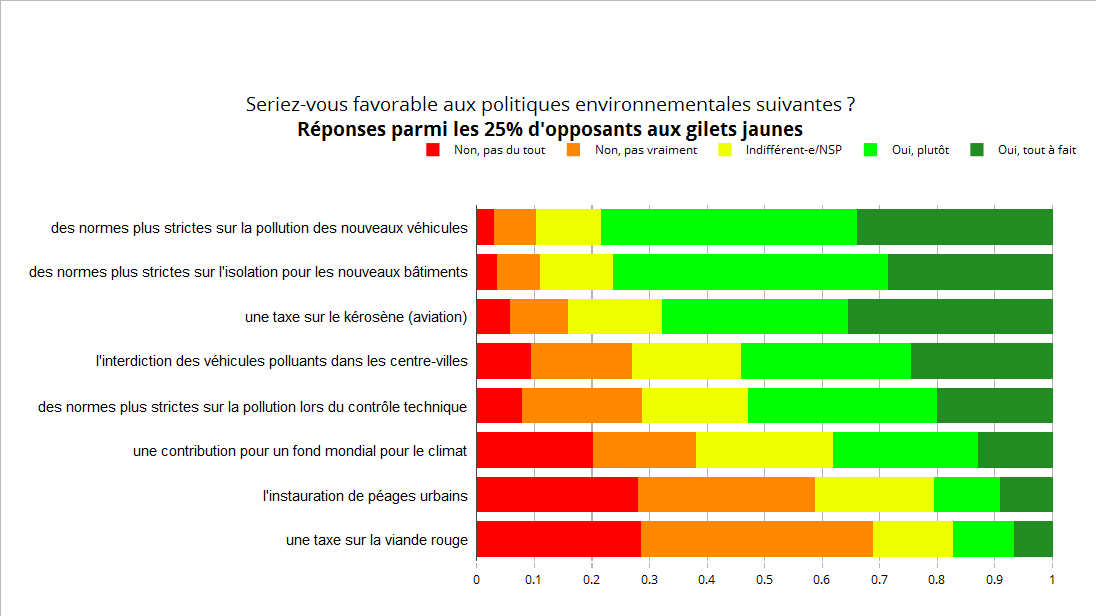 Seriez-vous favorable aux politiques environnementales suivantes ?
Réponses parmi les 25% d'opposants aux gilets jaunes
Non, pas du tout Non, pas vraiment Indifférent-e/NSP Oui, plutôt Oui, tout à fait
des normes plus strictes sur la pollution des nouveaux véhicules
des normes plus strictes sur l'isolation pour les nouveaux bâtiments
une taxe sur le kérosène (aviation)
l'interdiction des véhicules polluants dans les centre-villes
des normes plus strictes sur la pollution lors du contrôle technique
une contribution pour un fond mondial pour le climat
l'instauration de péages urbains
une taxe sur la viande rouge
0 0.1 0.2 0.3 0.4 0.5 0.6 0.7 0.8 0.9 1